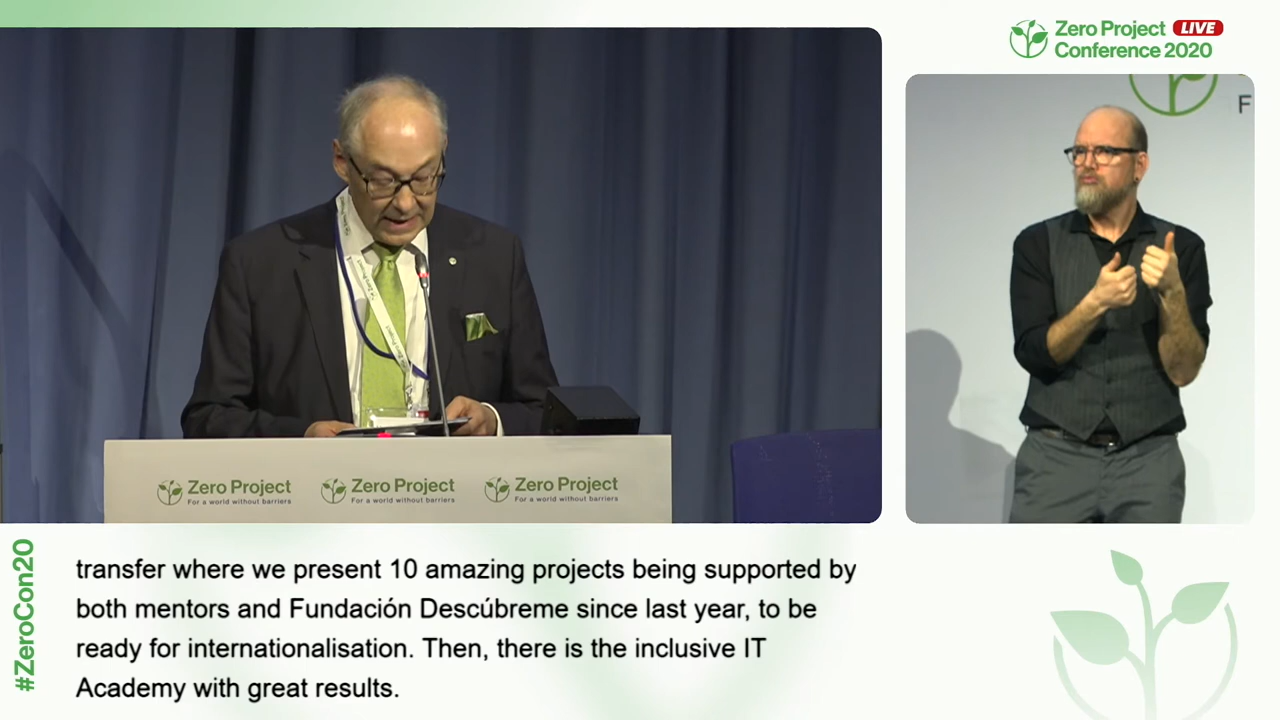 Zero Project LIVE
Conference 2020
F
Zero Project
For a world without barriers
Zero Project
For a world without barriers
Zero Project
For a world without barriers
#ZeroCon20
transfer where we present 10 amazing projects being supported by
both mentors and Fundación Descúbreme since last year, to be
ready for internationalisation. Then, there is the inclusive IT
Academy with great results.